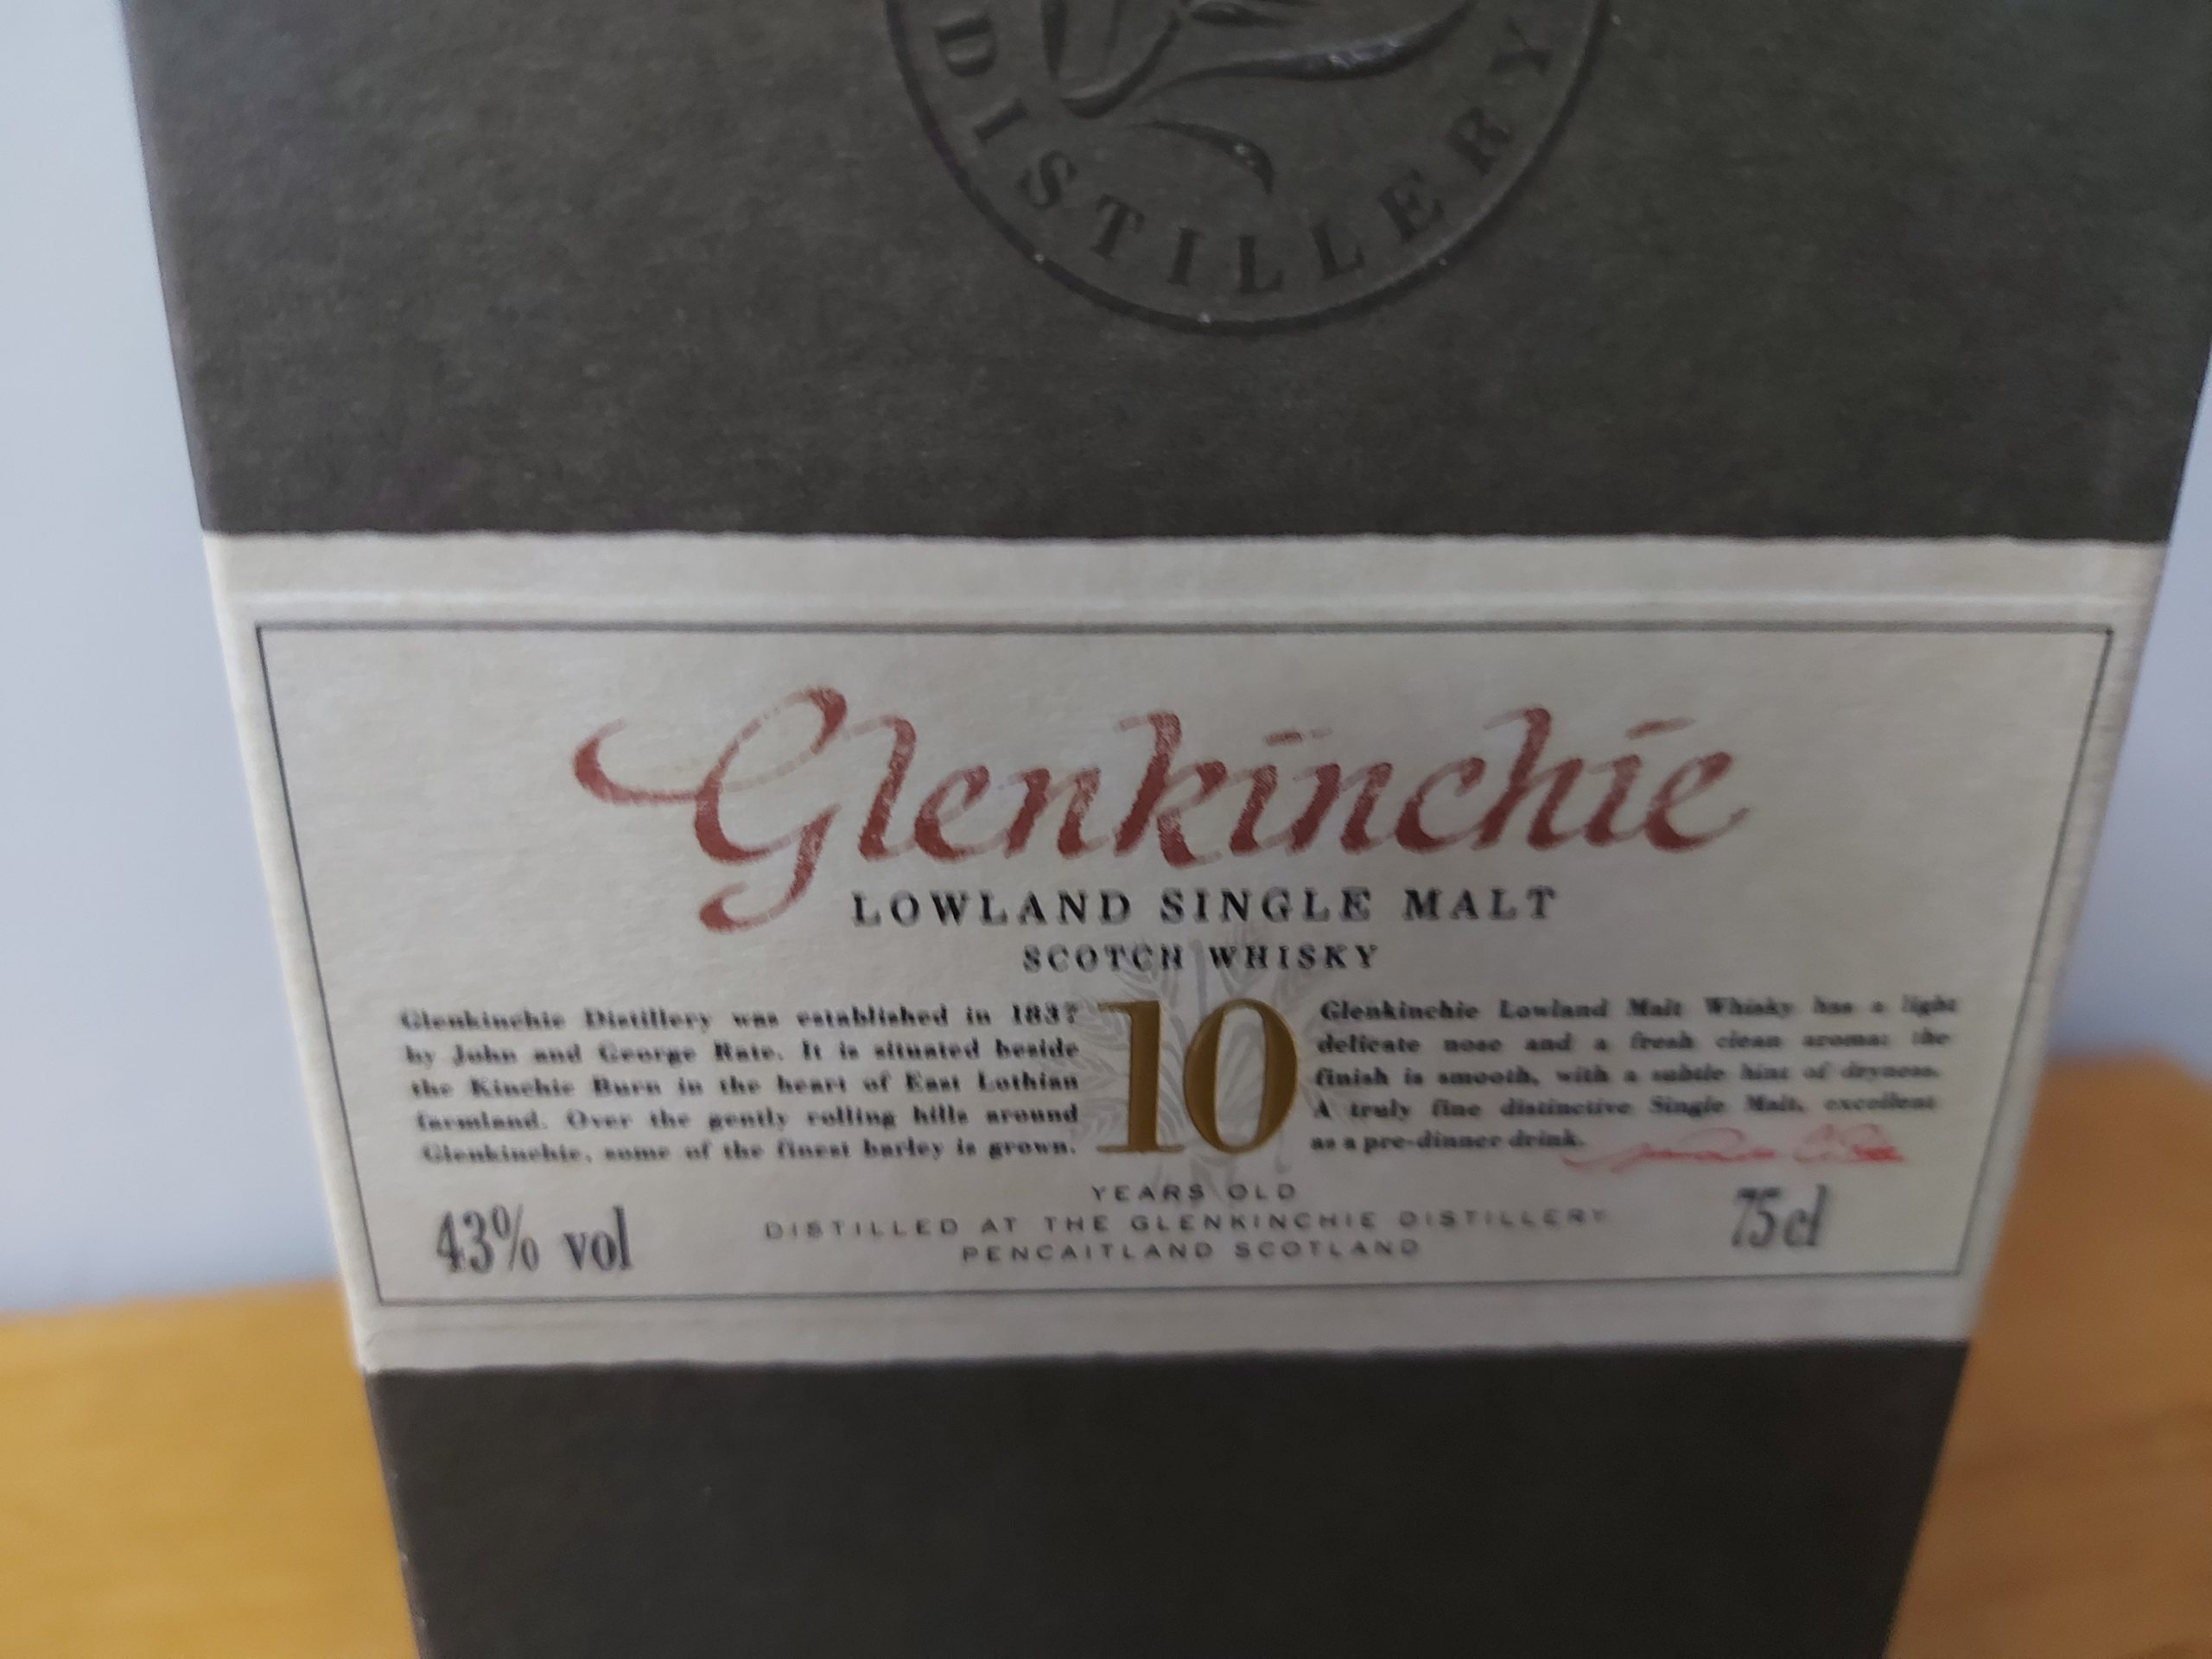 DISTILLERY
Glenkinchie
LOWLAND SINGLE MALT
SCOTCH WHISKY
Glenkinchie Distillery was established in 1837
by John and George Rate. It is situated beside
the Kinchie Burn in the heart of East Lothian
farmland. Over the gently rolling hills around
Glenkinchie, some of the finest barley is grown.
10
Glenkinchie Lowland Malt Whisky has a light
delicate nose and a fresh clean aroma: the
finish is smooth, with a subtle hint of dryness.
A truly fine distinctive Single Malt, excellent
as a pre-dinner drink.
YEARS OLD
43% vol
DISTILLED AT THE GLENKINCHIE DISTILLERY
PENCAITLAND SCOTLAND
75cl